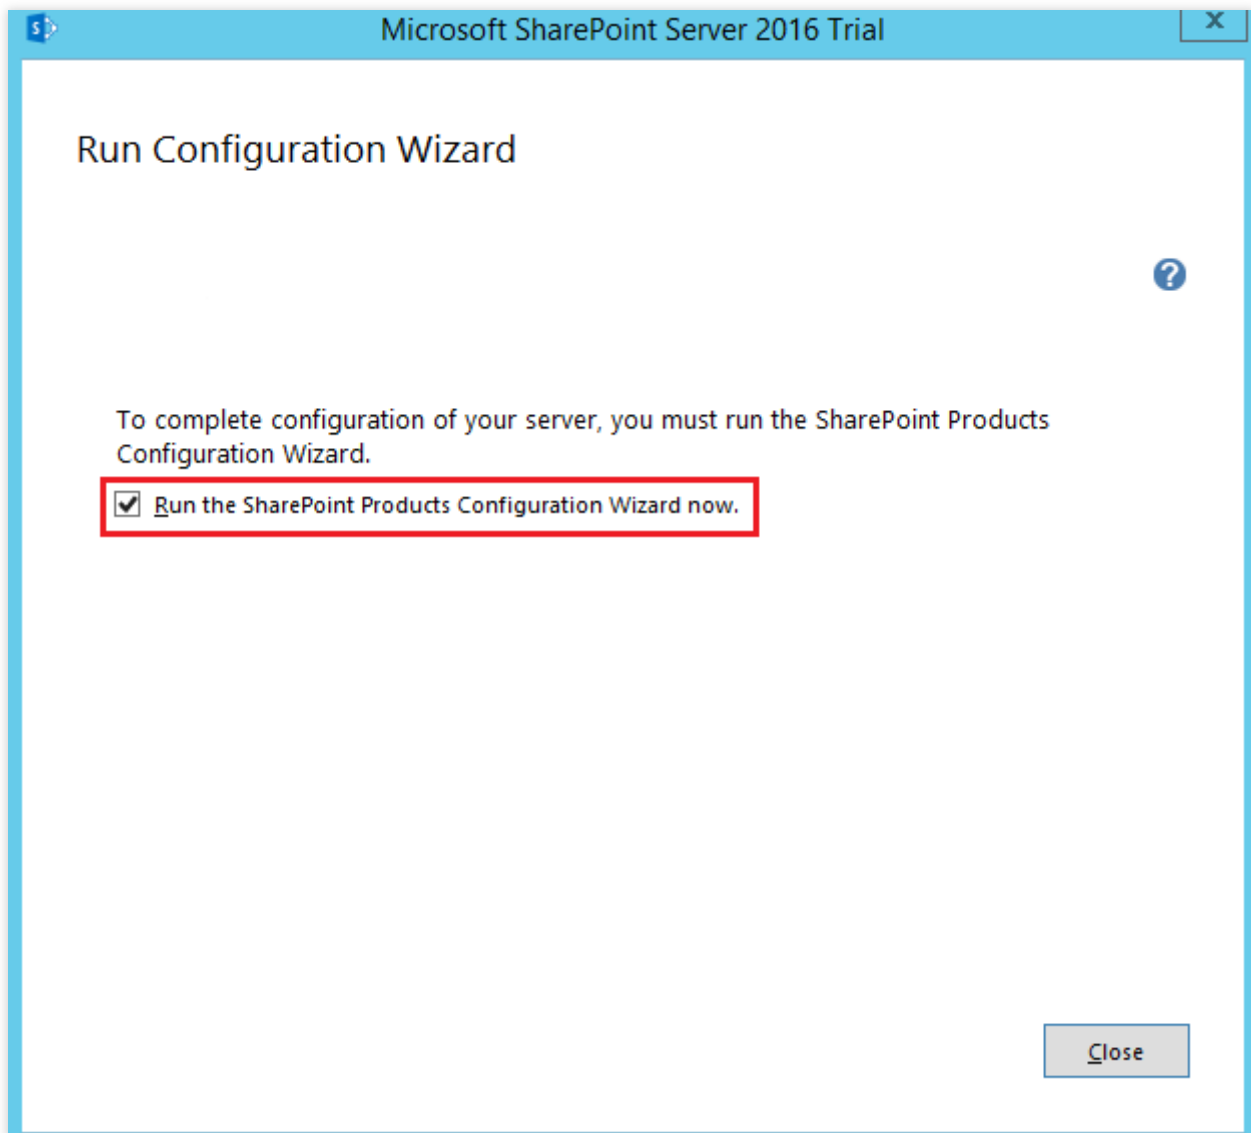 Microsoft SharePoint Server 2016 Trial
x
Run Configuration Wizard
?
To complete configuration of your server, you must run the SharePoint Products
Configuration Wizard.
Run the SharePoint Products Configuration Wizard now.
Close